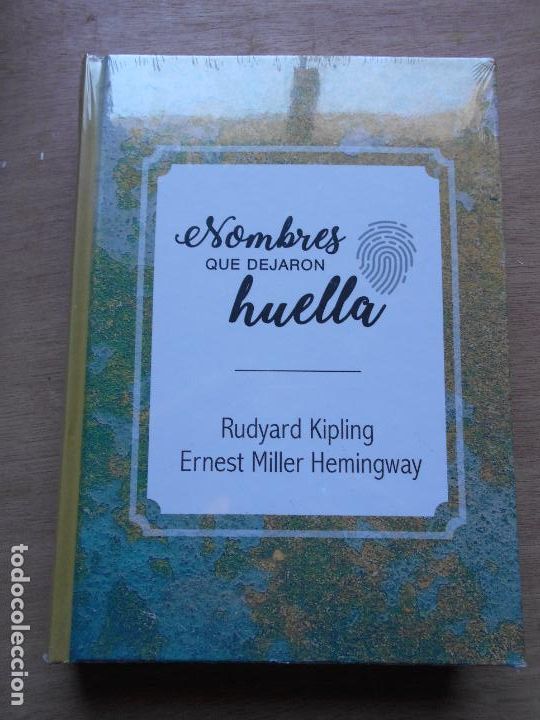 Nombres
QUE DEJARON
huella
Rudyard Kipling
Ernest Miller Hemingway
todocoleccion